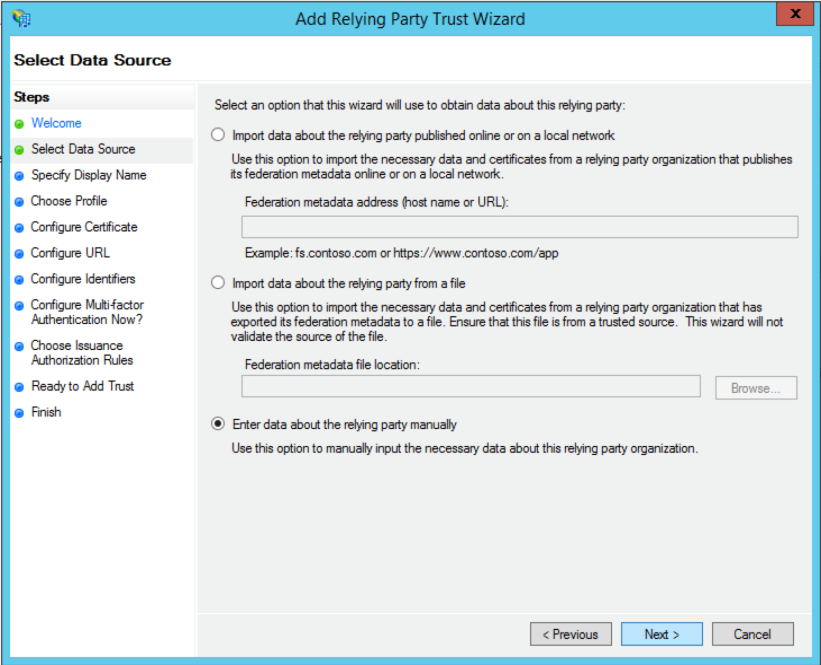 Add Relying Party Trust Wizard
x
Select Data Source
Steps
Welcome
Select Data Source
Specify Display Name
Choose Profile
Configure Certificate
Configure URL
Configure Identifiers
Configure Multi-factor
Authentication Now?
Choose Issuance
Authorization Rules
Ready to Add Trust
Finish
Select an option that this wizard will use to obtain data about this relying party:
Import data about the relying party published online or on a local network
Use this option to import the necessary data and certificates from a relying party organization that publishes
its federation metadata online or on a local network.
Federation metadata address (host name or URL):
Example: fs.contoso.com or https://www.contoso.com/app
Import data about the relying party from a file
Use this option to import the necessary data and certificates from a relying party organization that has
exported its federation metadata to a file. Ensure that this file is from a trusted source. This wizard will not
validate the source of the file.
Federation metadata file location:
Browse...
Enter data about the relying party manually
Use this option to manually input the necessary data about this relying party organization.
< Previous
Next >
Cancel